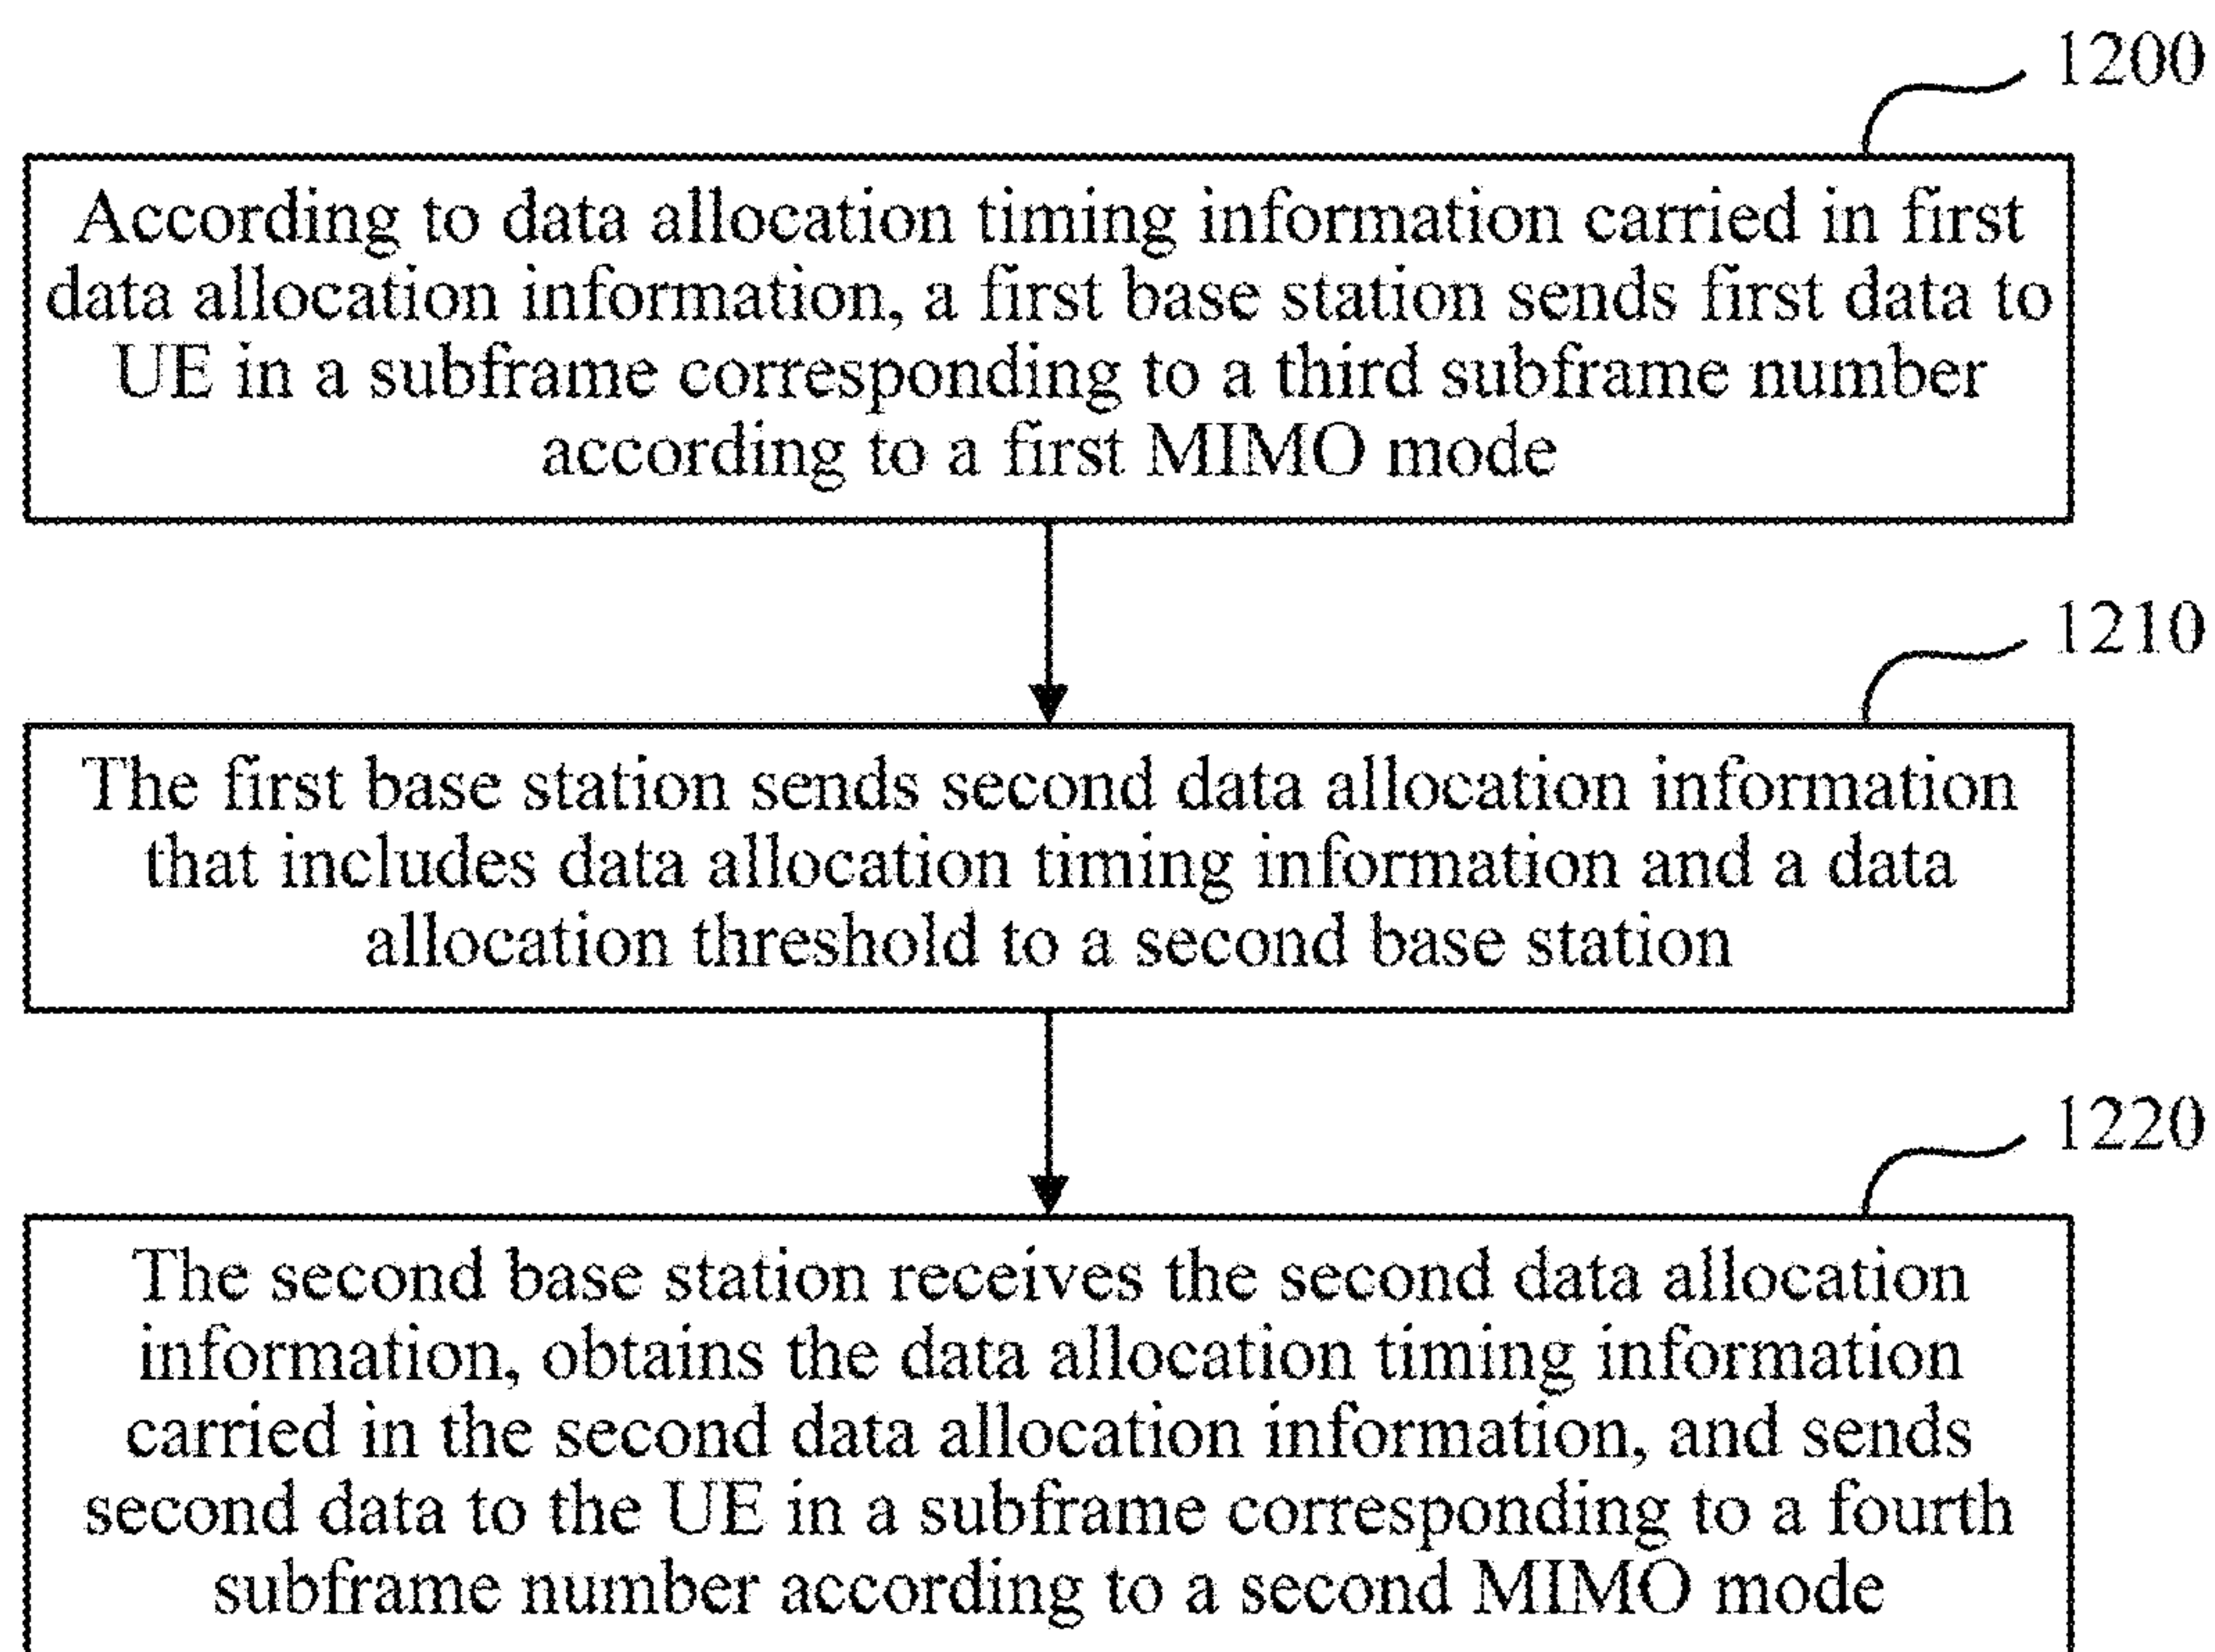 1200
According to data allocation timing information carried in first
data allocation information, a first base station sends first data to
UE in a subframe corresponding to a third subframe number
according to a first MIMO mode
1210
The first base station sends second data allocation information
that includes data allocation timing information and a data
allocation threshold to a second base station
1220
The second base station receives the second data allocation
information, obtains the data allocation timing information
carried in the second data allocation information, and sends
second data to the UE in a subframe corresponding to a fourth
subframe number according to a second MIMO mode